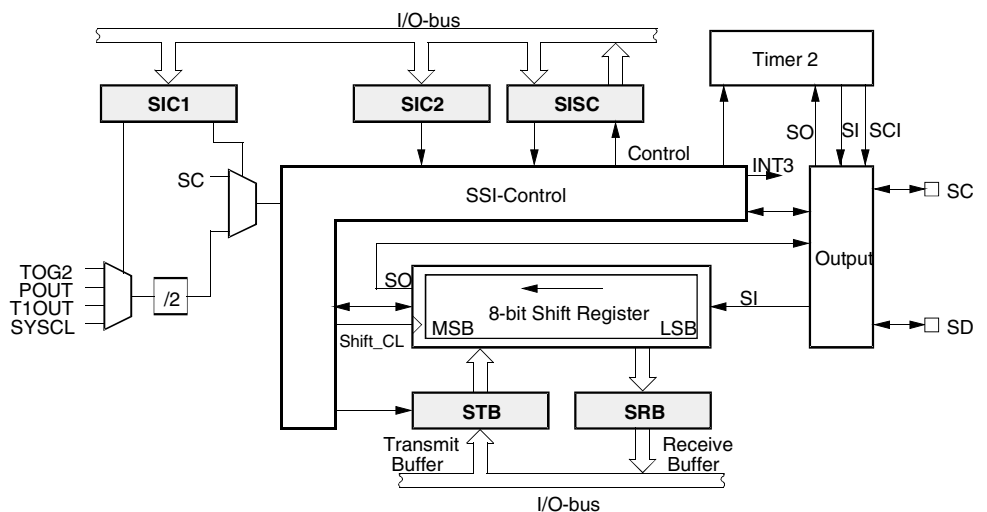 I/O-bus
Timer 2
SIC1
SIC2
SISC
SO
SI
SCI
Control
INT3
SC
SC
SSI-Control
Output
TOG2
POUT
T1OUT
SYSCL
/2
SO
8-bit Shift Register
MSB
LSB
SI
Shift_CL
SD
STB
SRB
Transmit
Buffer
Receive
Buffer
I/O-bus